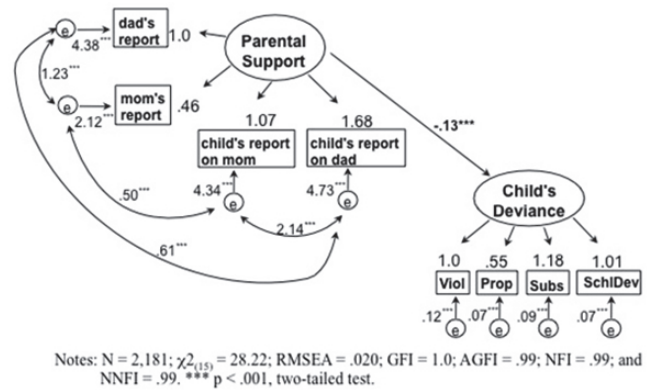 dad's
report
1.0
e
4.38***
Parental
Support
1.23***
mom's
report
.46
e
2.12***
1.07
1.68
child's report
on mom
child's report
on dad
-.13***
4.34***
4.73***
e
e
.50***
2.14***
.61***
Child's
Deviance
1.0 .55 1.18 1.01
Viol Prop Subs SchlDev
.12*** .07*** .09*** .07***
e e e e
Notes: N = 2,181; χ2(15) = 28.22; RMSEA = .020; GFI = 1.0; AGFI = .99; NFI = .99; and
NNFI = .99. *** p < .001, two-tailed test.